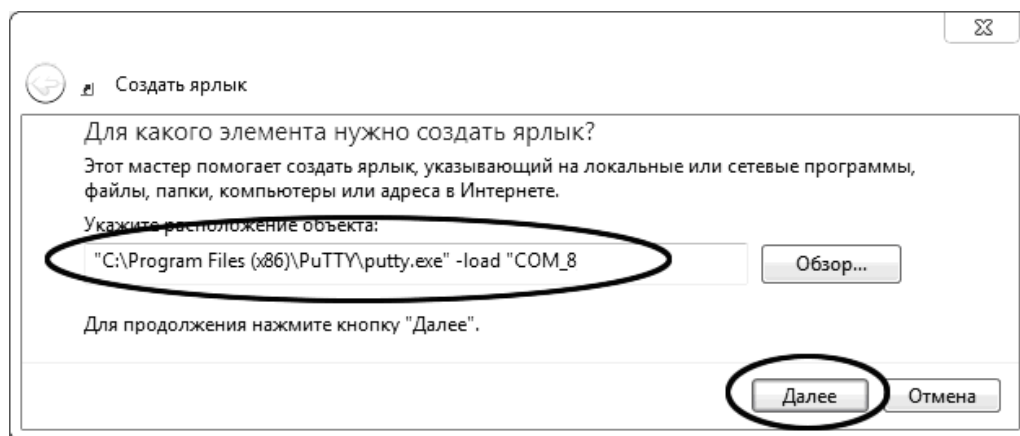 Создать ярлык
Для какого элемента нужно создать ярлык?
Этот мастер помогает создать ярлык, указывающий на локальные или сетевые программы,
файлы, папки, компьютеры или адреса в Интернете.
Укажите расположение объекта:
"C:\Program Files (x86)\PuTTY\putty.exe" -load "COM_8
Обзор...
Для продолжения нажмите кнопку "Далее".
Далее
Отмена